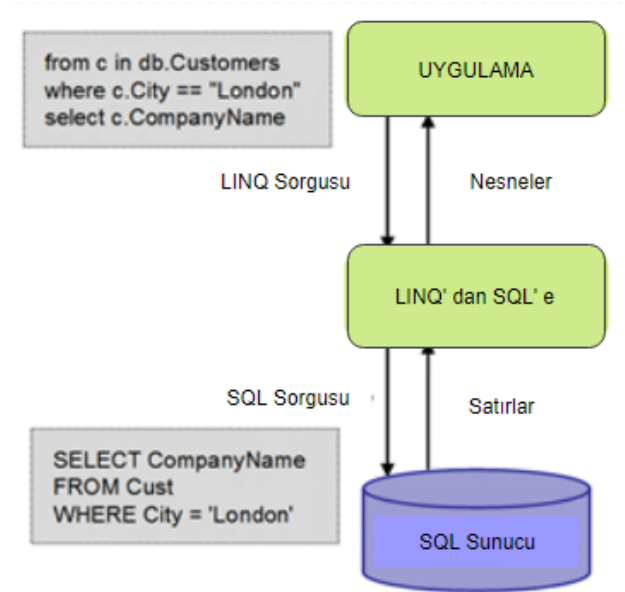 from c in db.Customers
where c.City == "London"
select c.CompanyName
UYGULAMA
LINQ Sorgusu
Nesneler
LINQ' dan SQL' e
SQL Sorgusu
Satırlar
SELECT CompanyName
FROM Cust
WHERE City = 'London'
SQL Sunucu